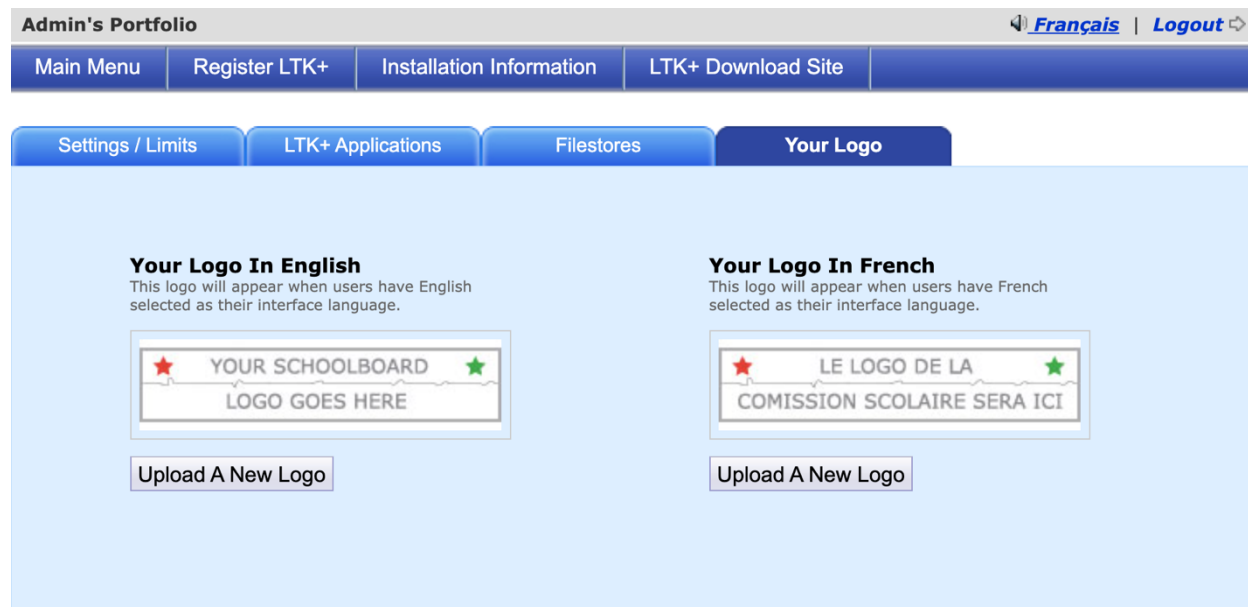 Admin's Portfolio
Français | Logout
Main Menu
Register LTK+
Installation Information
LTK+ Download Site
Settings / Limits
LTK+ Applications
Filestores
Your Logo
Your Logo In English
This logo will appear when users have English
selected as their interface language.
YOUR SCHOOLBOARD
LOGO GOES HERE
Upload A New Logo
Your Logo In French
This logo will appear when users have French
selected as their interface language.
LE LOGO DE LA
COMISSION SCOLAIRE SERA ICI
Upload A New Logo